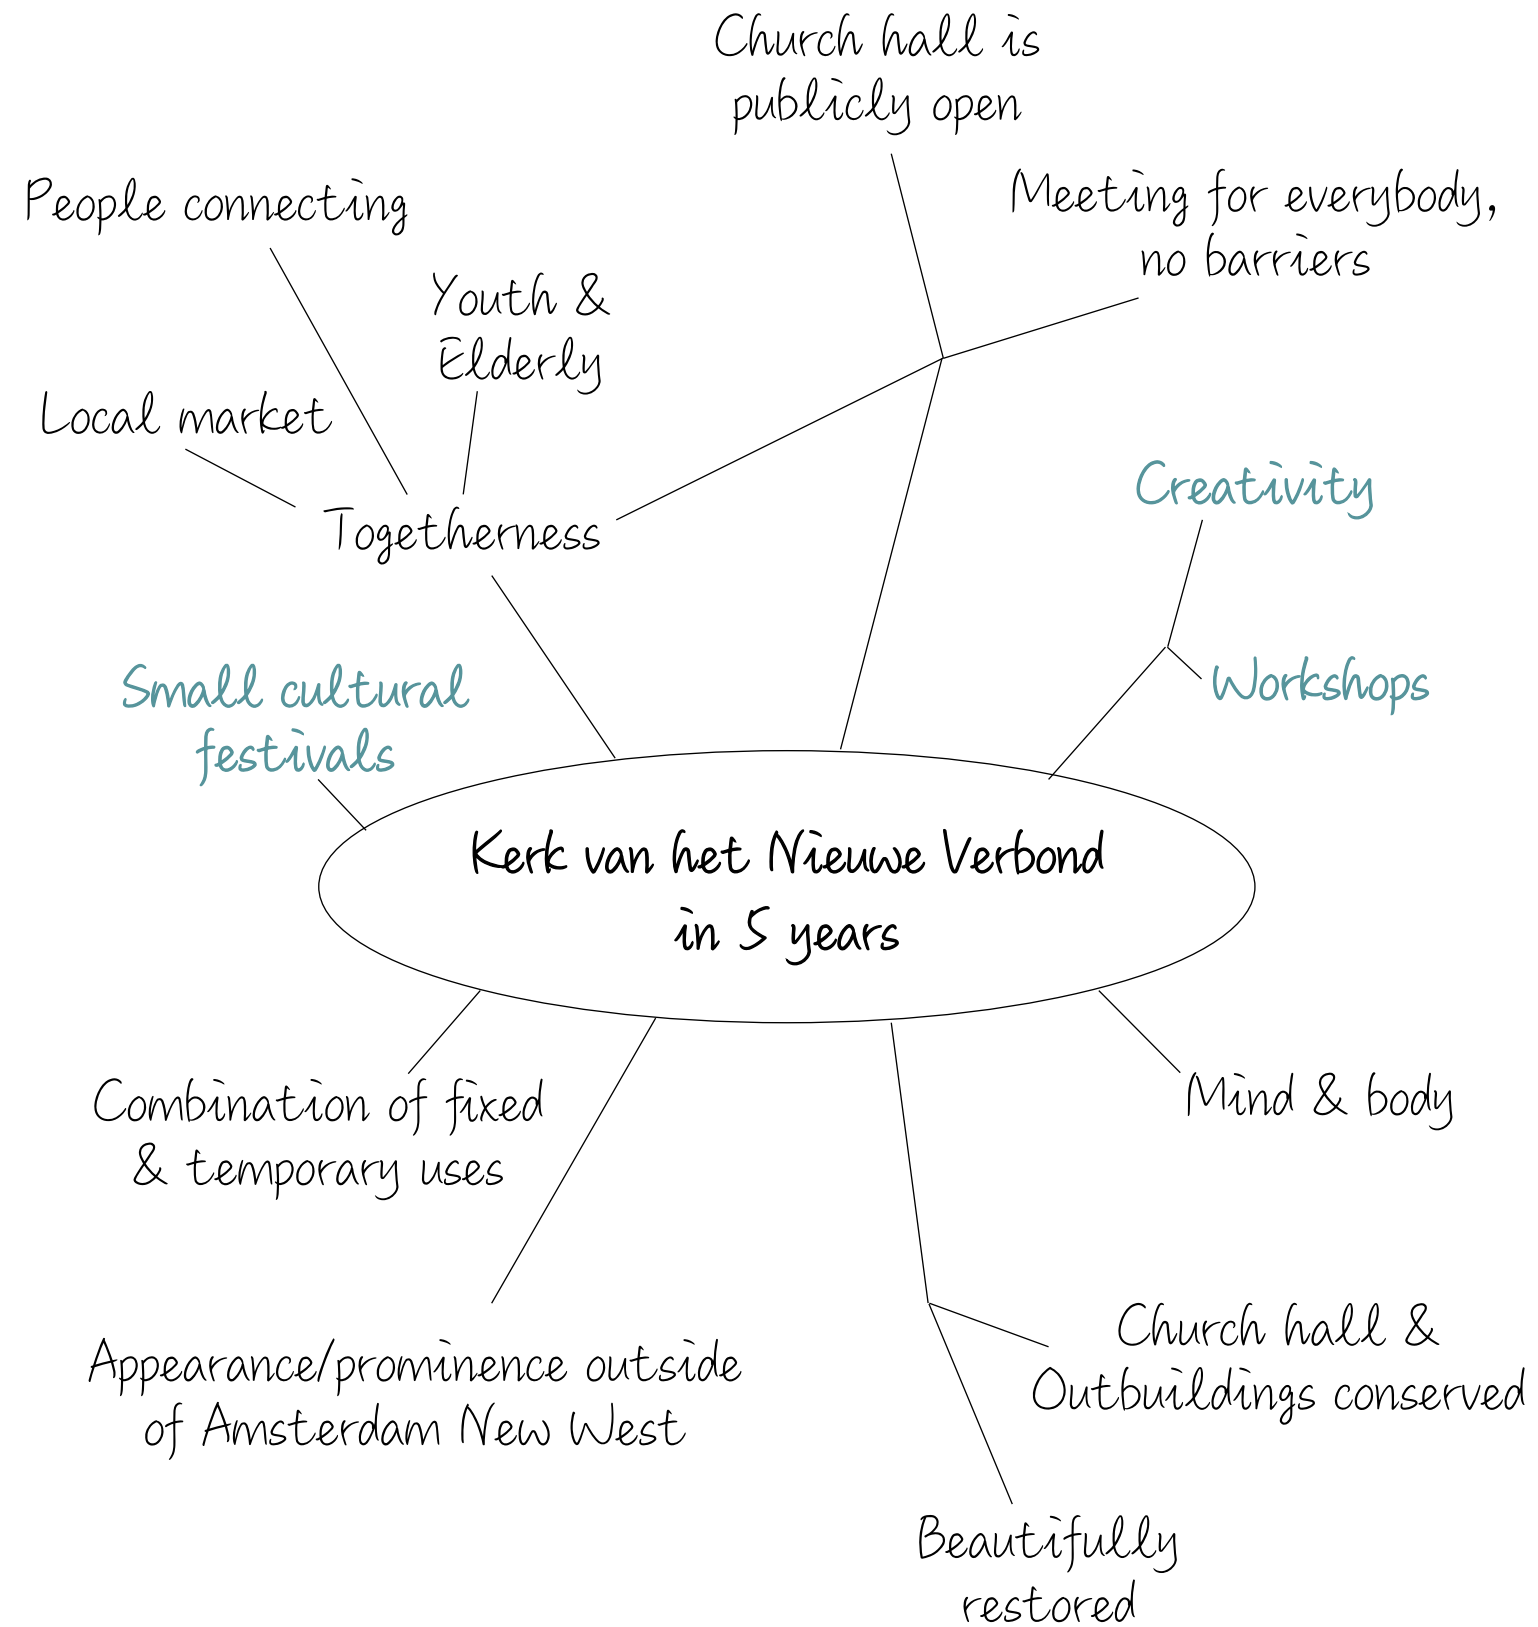 Church hall is
publicly open
People connecting
Meeting for everybody,
no barriers
Youth &
Elderly
Local market
Togetherness
Creativity
Small cultural
festivals
Workshops
Kerk van het Nieuwe Verbond
in 5 years
Combination of fixed
& temporary uses
Mind & body
Appearance/prominence outside
of Amsterdam New West
Church hall &
Outbuildings conserved
Beautifully
restored